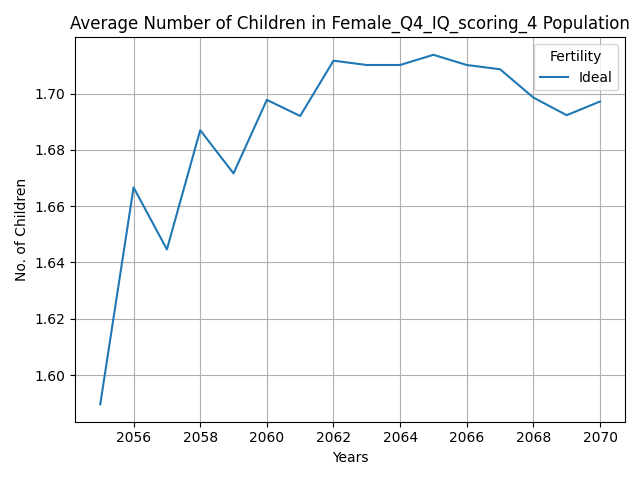 Average Number of Children in Female_Q4_IQ_scoring_4 Population
Fertility
Ideal
1.70
1.68
1.66
1.64
1.62
1.60
No. of Children
2056 2058 2060 2062 2064 2066 2068 2070
Years